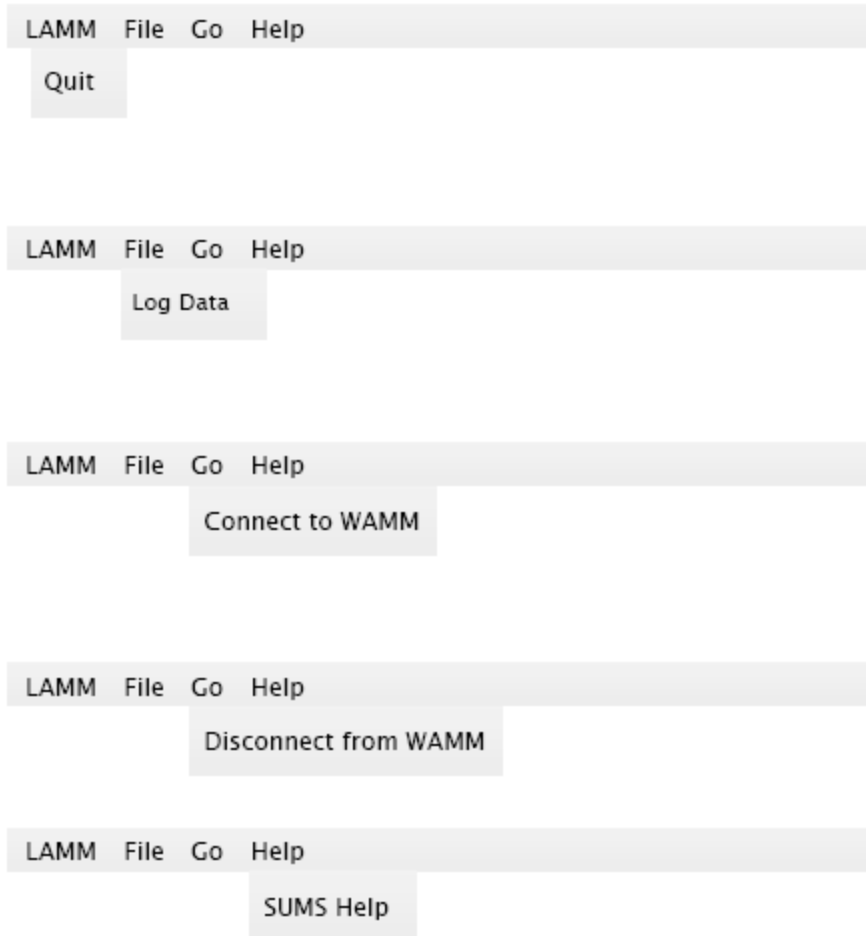 LAMM File Go Help
Quit
LAMM File Go Help
Log Data
LAMM File Go Help
Connect to WAMM
LAMM File Go Help
Disconnect from WAMM
LAMM File Go Help
SUMS Help